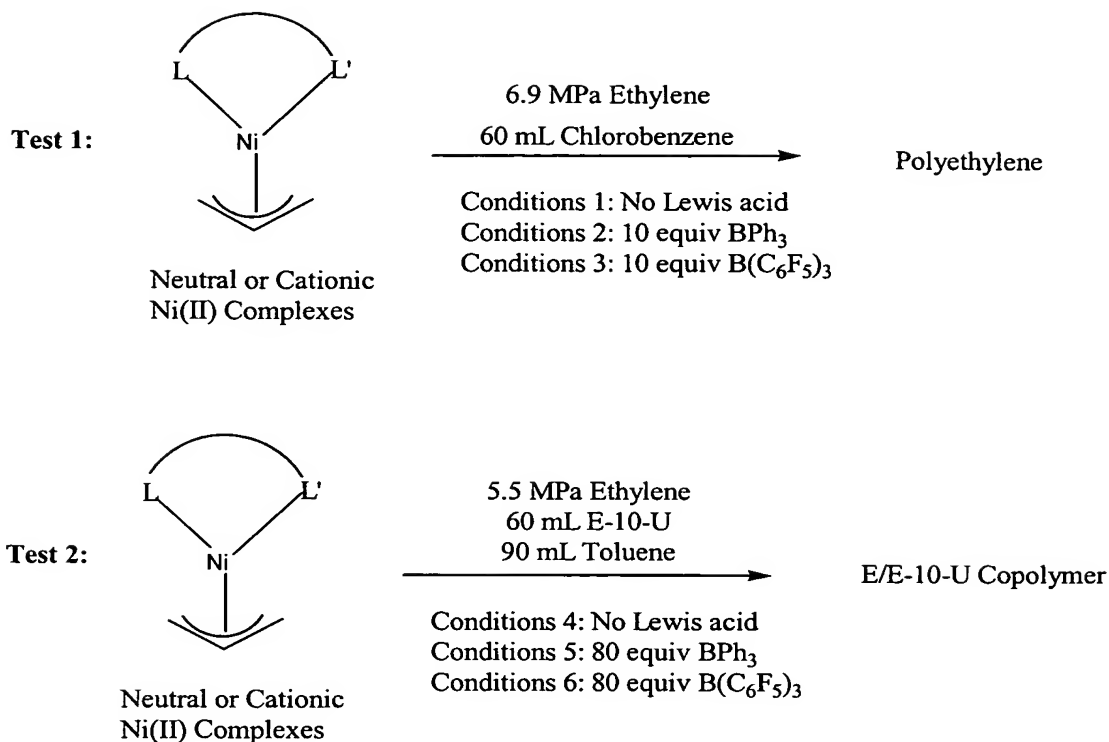 L
L'
Ni
Test 1:
6.9 MPa Ethylene
60 mL Chlorobenzene
Conditions 1: No Lewis acid
Conditions 2: 10 equiv BPh₃
Conditions 3: 10 equiv B(C₆F₅)₃
Polyethylene
Neutral or Cationic
Ni(II) Complexes
L
L'
Ni
Test 2:
5.5 MPa Ethylene
60 mL E-10-U
90 mL Toluene
Conditions 4: No Lewis acid
Conditions 5: 80 equiv BPh₃
Conditions 6: 80 equiv B(C₆F₅)₃
E/E-10-U Copolymer
Neutral or Cationic
Ni(II) Complexes